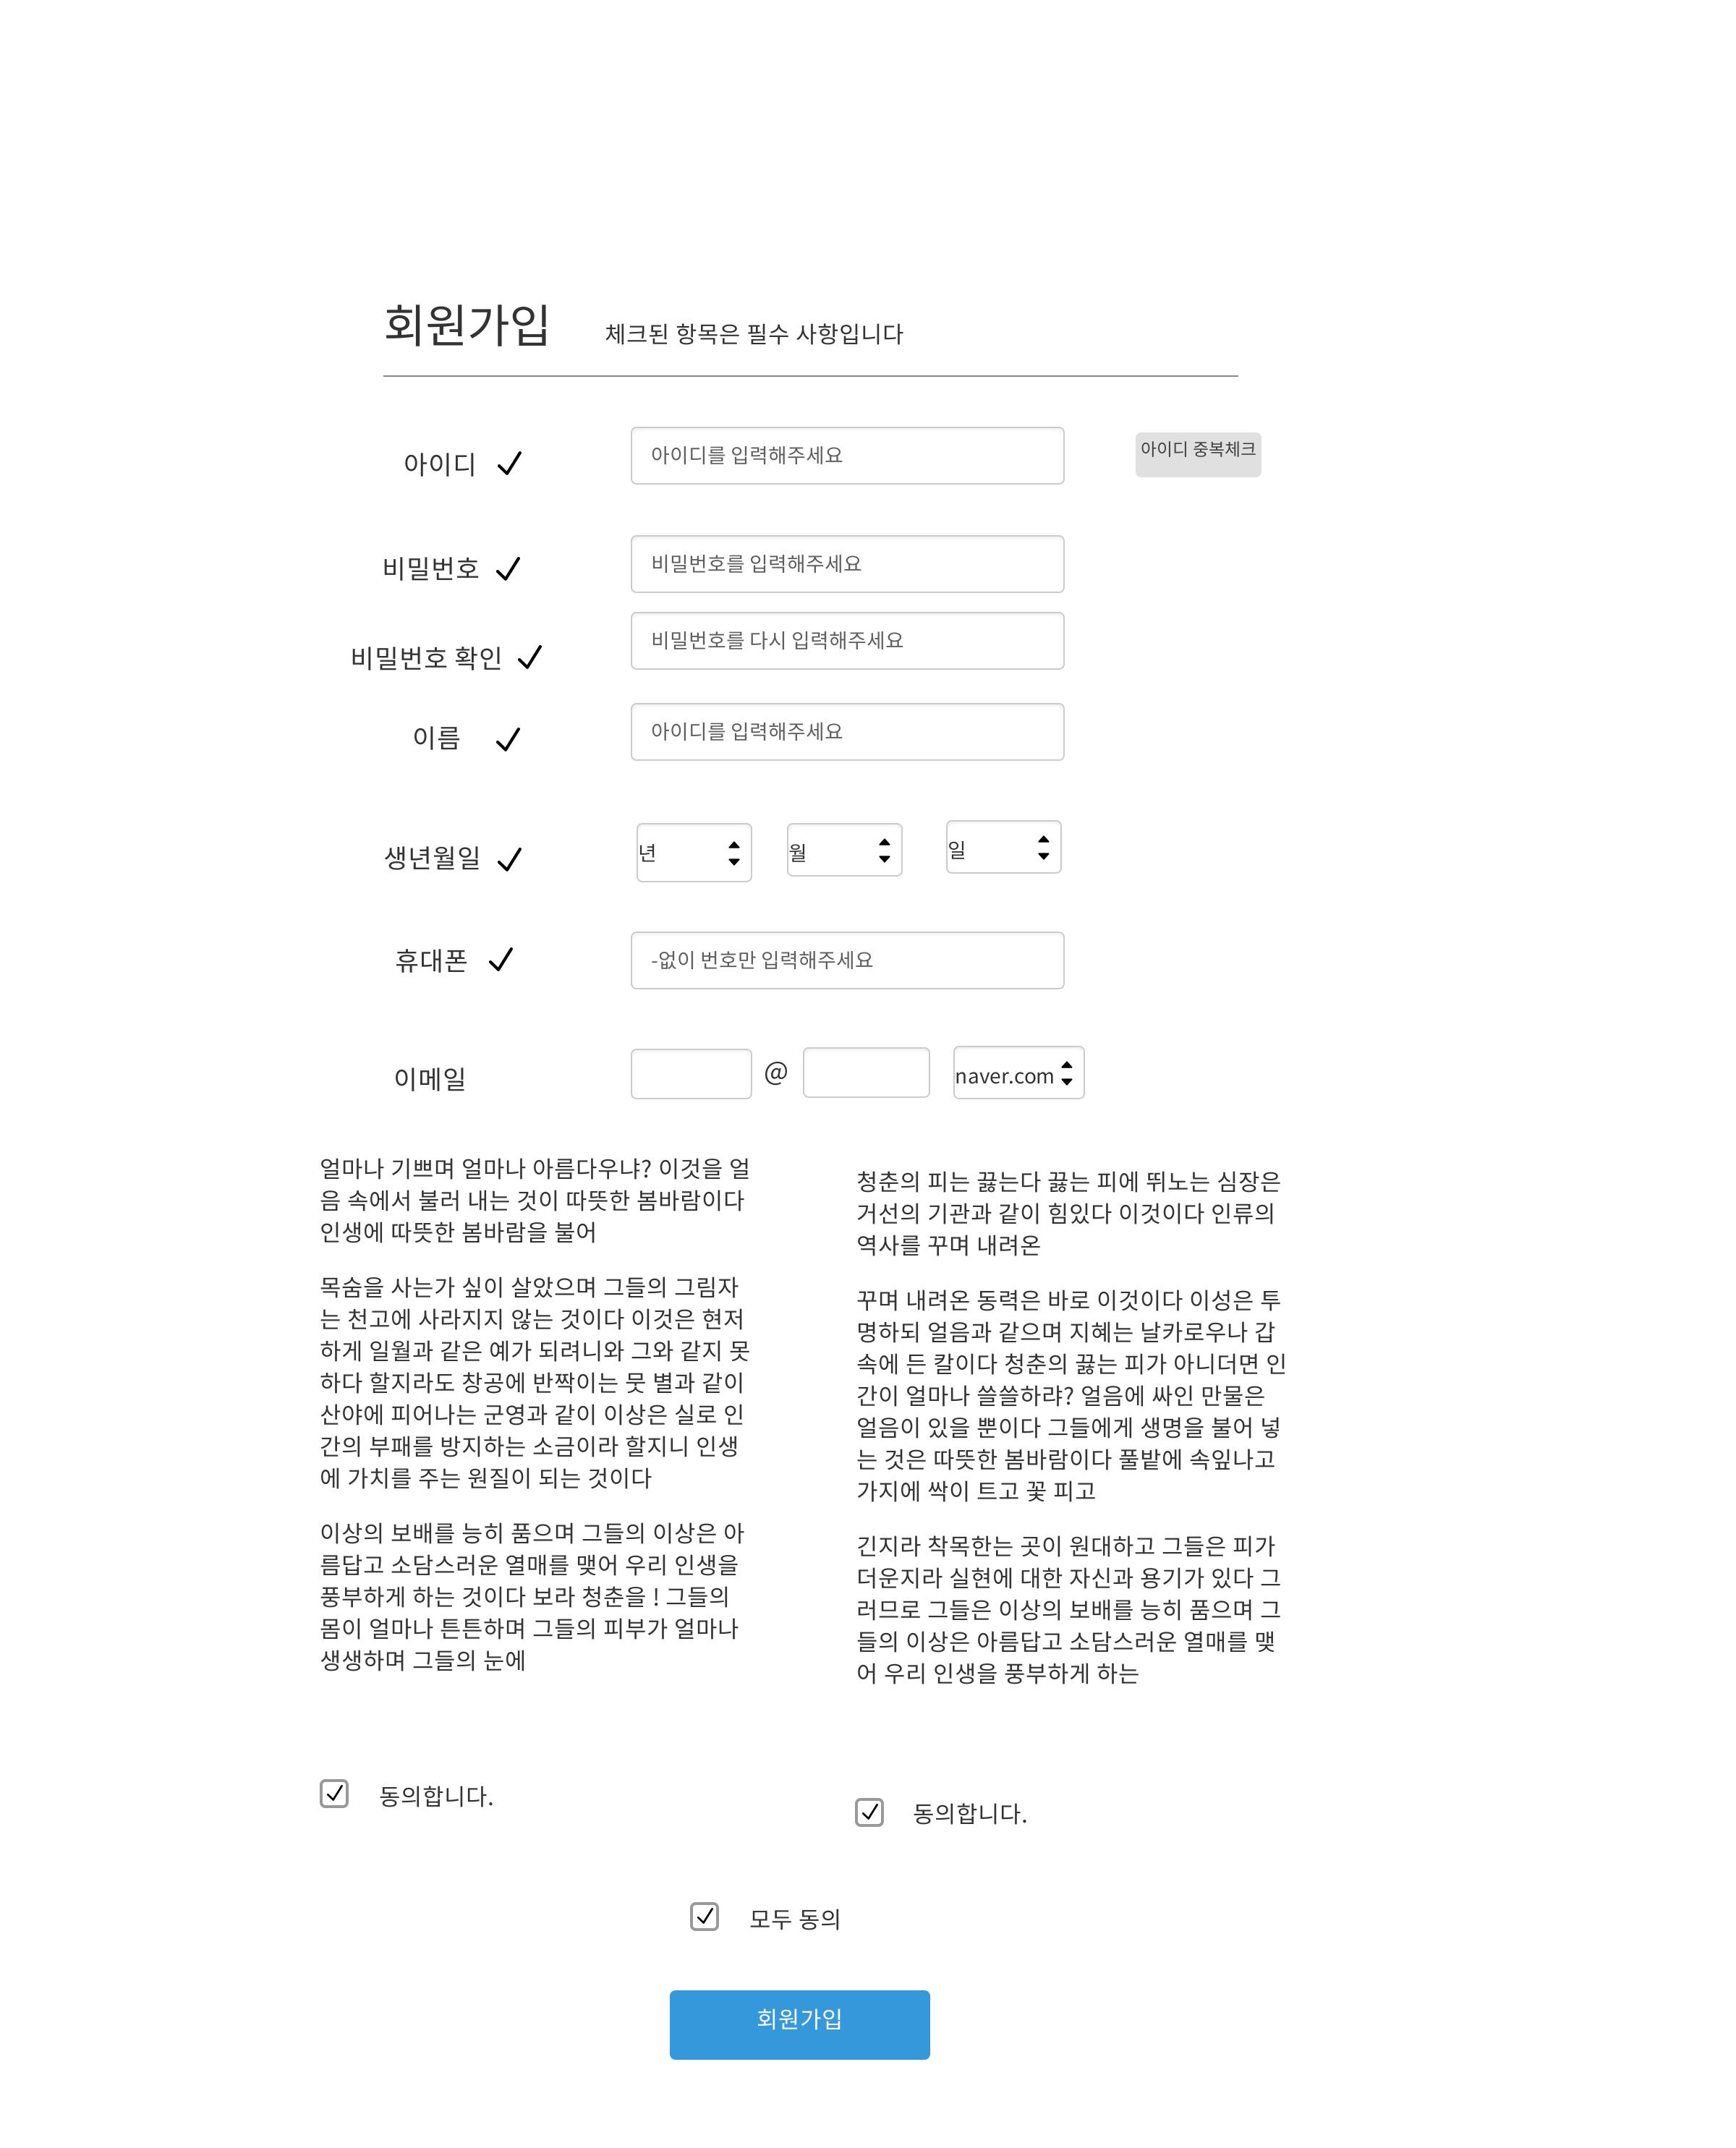 회원가입 체크된 항목은 필수 사항입니다
아이디 아이디를 입력해주세요 아이디 중복체크
비밀번호 비밀번호를 입력해주세요
비밀번호 확인 비밀번호를 다시 입력해주세요
이름 아이디를 입력해주세요
생년월일 년 월 일
휴대폰 -없이 번호만 입력해주세요
이메일 @ naver.com
얼마나 기쁘며 얼마나 아름다우냐? 이것을 얼
음 속에서 불러 내는 것이 따뜻한 봄바람이다
인생에 따뜻한 봄바람을 불어
목숨을 사는가 싶이 살았으며 그들의 그림자
는 천고에 사라지지 않는 것이다 이것은 현저
하게 일월과 같은 예가 되려니와 그와 같지 못
하다 할지라도 창공에 반짝이는 뭇 별과 같이
산야에 피어나는 군영과 같이 이상은 실로 인
간의 부패를 방지하는 소금이라 할지니 인생
에 가치를 주는 원질이 되는 것이다
이상의 보배를 능히 품으며 그들의 이상은 아
름답고 소담스러운 열매를 맺어 우리 인생을
풍부하게 하는 것이다 보라 청춘을 ! 그들의
몸이 얼마나 튼튼하며 그들의 피부가 얼마나
생생하며 그들의 눈에
청춘의 피는 끓는다 끓는 피에 뛰노는 심장은
거선의 기관과 같이 힘있다 이것이다 인류의
역사를 꾸며 내려온
꾸며 내려온 동력은 바로 이것이다 이성은 투
명하되 얼음과 같으며 지혜는 날카로우나 갑
속에 든 칼이다 청춘의 끓는 피가 아니더면 인
간이 얼마나 쓸쓸하랴? 얼음에 싸인 만물은
얼음이 있을 뿐이다 그들에게 생명을 불어 넣
는 것은 따뜻한 봄바람이다 풀밭에 속잎나고
가지에 싹이 트고 꽃 피고
긴지라 착목한는 곳이 원대하고 그들은 피가
더운지라 실현에 대한 자신과 용기가 있다 그
러므로 그들은 이상의 보배를 능히 품으며 그
들의 이상은 아름답고 소담스러운 열매를 맺
어 우리 인생을 풍부하게 하는
동의합니다.
동의합니다.
모두 동의
회원가입